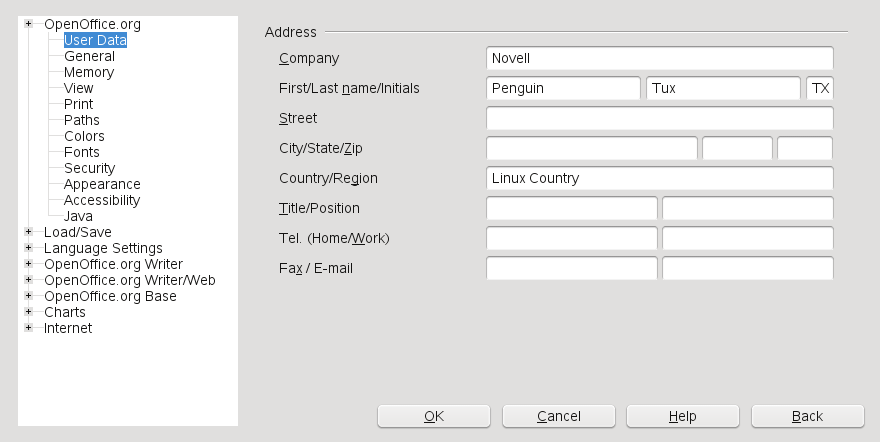 OpenOffice.org
User Data
General
Memory
View
Print
Paths
Colors
Fonts
Security
Appearance
Accessibility
Java
Load/Save
Language Settings
OpenOffice.org Writer
OpenOffice.org Writer/Web
OpenOffice.org Base
Charts
Internet
Address
Company Novell
First/Last name/Initials Penguin Tux TX
Street
City/State/Zip
Country/Region Linux Country
Title/Position
Tel. (Home/Work)
Fax / E-mail
OK Cancel Help Back